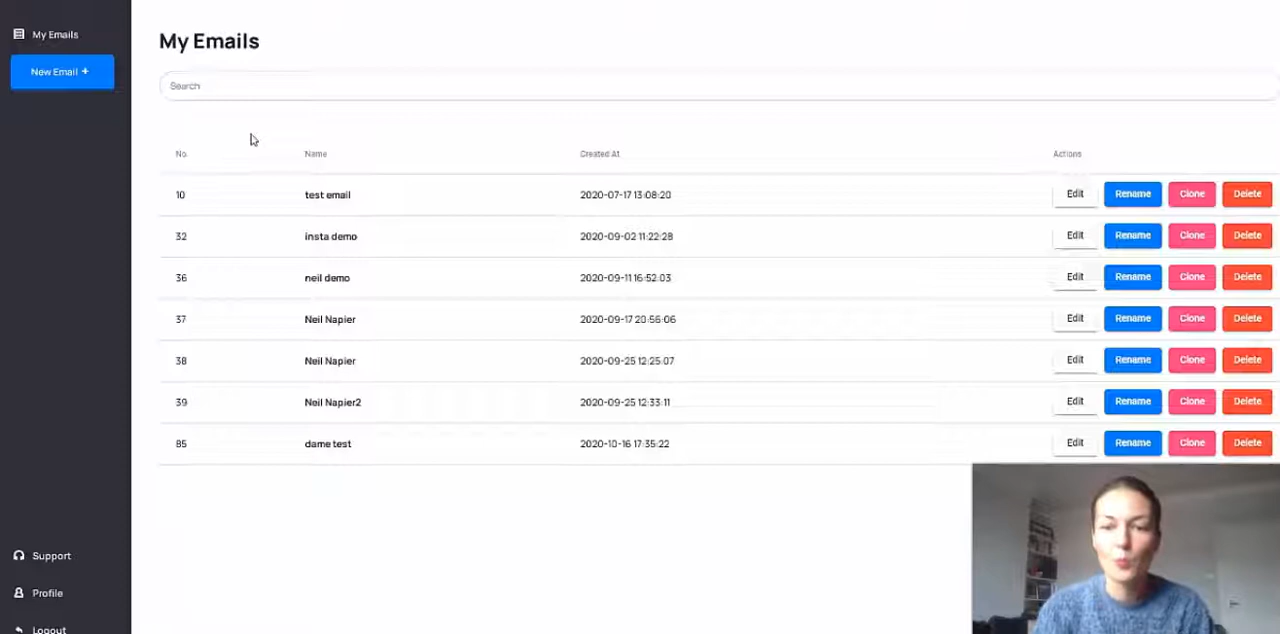 My Emails
New Email +
Support
Profile
Logout
My Emails
Search
No. Name Created At Actions
10 test email 2020-07-17 13:08:20 Edit Rename Clone Delete
32 insta demo 2020-09-02 11:22:28 Edit Rename Clone Delete
36 neil demo 2020-09-11 16:52:03 Edit Rename Clone Delete
37 Neil Napier 2020-09-17 20:56:06 Edit Rename Clone Delete
38 Neil Napier 2020-09-25 12:25:07 Edit Rename Clone Delete
39 Neil Napier2 2020-09-25 12:33:11 Edit Rename Clone Delete
85 dame test 2020-10-16 17:35:22 Edit Rename Clone Delete